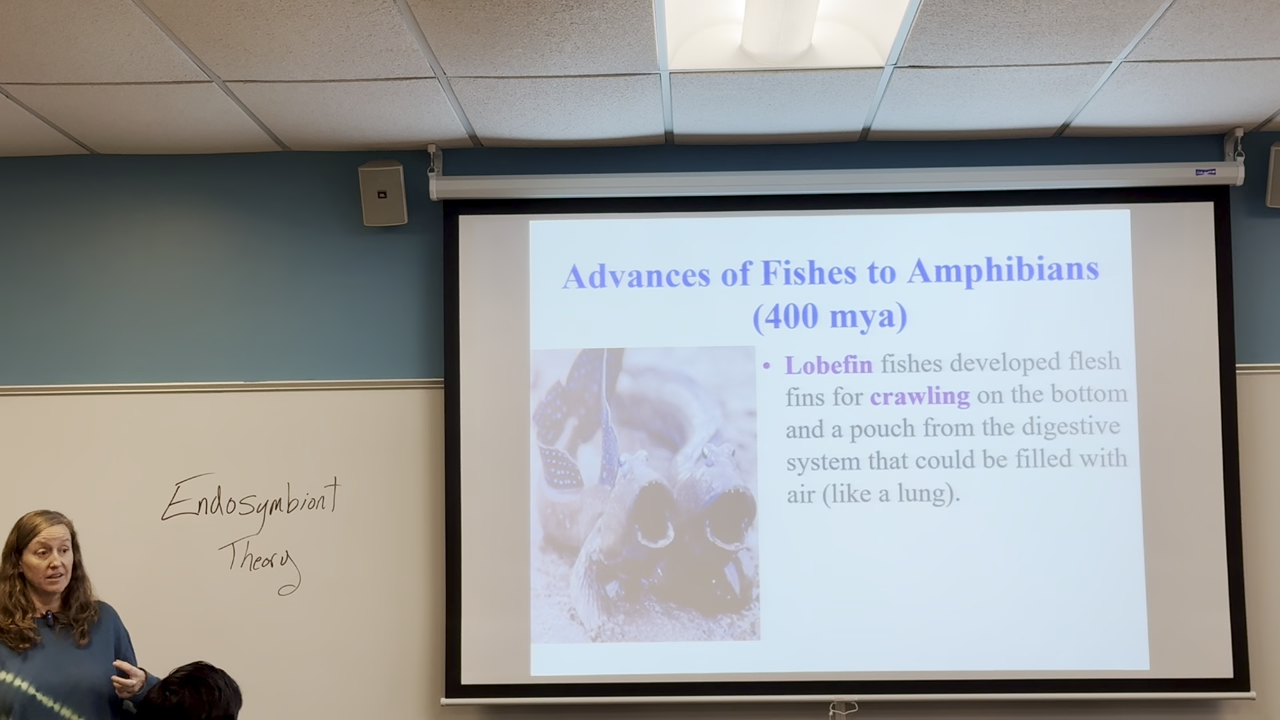 Advances of Fishes to Amphibians
(400 mya)
• Lobefin fishes developed flesh
fins for crawling on the bottom
and a pouch from the digestive
system that could be filled with
air (like a lung).
Endosymbiont
Theory
JBL